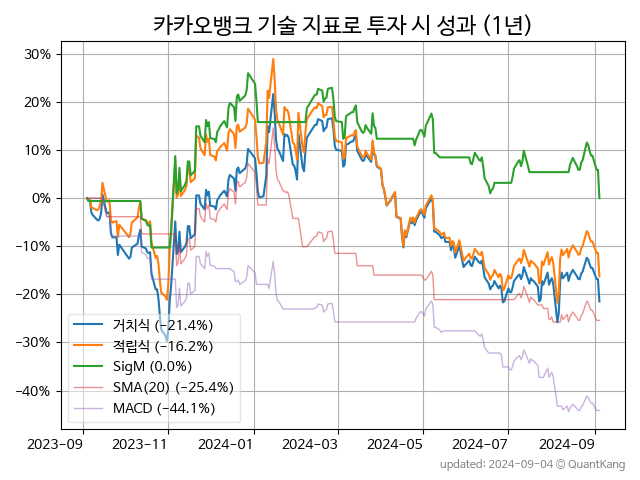 카카오뱅크 기술 지표로 투자 시 성과 (1년)
30%
20%
10%
0%
−10%
−20%
−30%
−40%
거치식 (−21.4%)
적립식 (−16.2%)
SigM (0.0%)
SMA(20) (−25.4%)
MACD (−44.1%)
2023-09 2023-11 2024-01 2024-03 2024-05 2024-07 2024-09
updated: 2024-09-04 © QuantKang